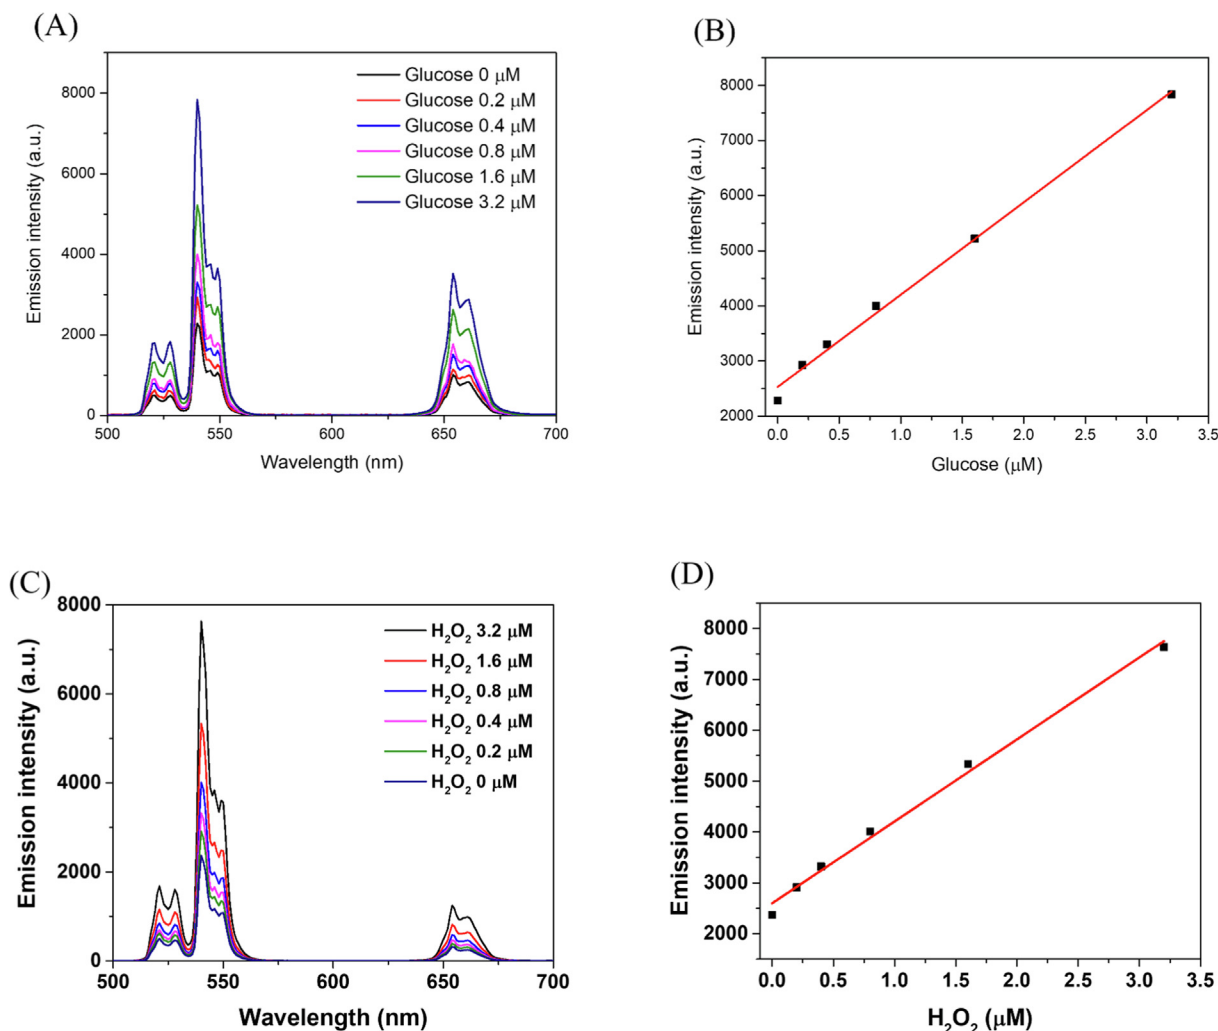 (A)
8000
6000
4000
2000
0
500
550
600
650
700
Emission intensity (a.u.)
Wavelength (nm)
Glucose 0 μM
Glucose 0.2 μM
Glucose 0.4 μM
Glucose 0.8 μM
Glucose 1.6 μM
Glucose 3.2 μM
(B)
8000
7000
6000
5000
4000
3000
2000
0.0
0.5
1.0
1.5
2.0
2.5
3.0
3.5
Emission intensity (a.u.)
Glucose (μM)
(C)
8000
6000
4000
2000
0
500
550
600
650
700
Emission intensity (a.u.)
Wavelength (nm)
H₂O₂ 3.2 μM
H₂O₂ 1.6 μM
H₂O₂ 0.8 μM
H₂O₂ 0.4 μM
H₂O₂ 0.2 μM
H₂O₂ 0 μM
(D)
8000
7000
6000
5000
4000
3000
2000
0.0
0.5
1.0
1.5
2.0
2.5
3.0
3.5
Emission intensity (a.u.)
H₂O₂ (μM)